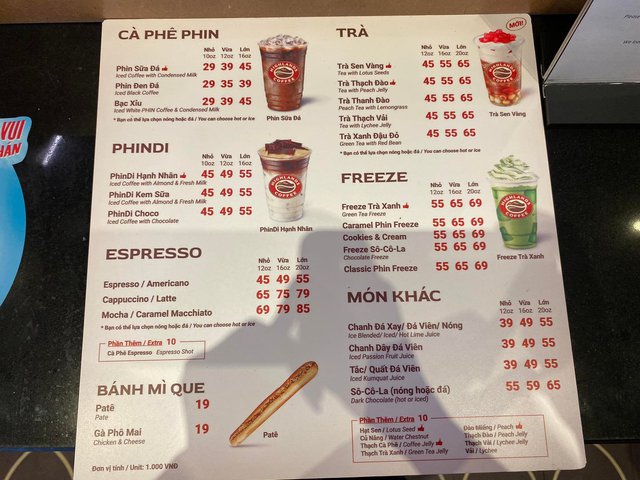 VUI
CÀ PHÊ PHIN
Nhỏ Vừa Lớn
10oz 12oz 16oz
Phin Sữa Đá 29 39 45
Iced Coffee with Condensed Milk
Phin Đen Đá 29 35 39
Iced Black Coffee
Bạc Xíu 29 39 45
Iced White PHIN Coffee & Condensed Milk
* Bạn có thể lựa chọn nóng hoặc đá / You can choose hot or ice
HIGHLANDS COFFEE
Phin Sữa Đá
PHINDI
Nhỏ Vừa Lớn
12oz 16oz 20oz
PhinDi Hạnh Nhân 45 49 55
Iced Coffee with Almond & Fresh Milk
PhinDi Kem Sữa 45 49 55
Iced Coffee with Almond & Fresh Milk
PhinDi Choco 45 49 55
Iced Coffee with Chocolate
HIGHLANDS COFFEE
PhinDi Hạnh Nhân
ESPRESSO
Nhỏ Vừa Lớn
12oz 16oz 20oz
Espresso / Americano 45 49 55
Cappuccino / Latte 65 75 79
Mocha / Caramel Macchiato 69 79 85
* Bạn có thể lựa chọn nóng hoặc đá / You can choose hot or ice
Phần Thêm / Extra 10
Cà Phê Espresso Espresso Shot
BÁNH MÌ QUE
Patê 19
Pate
Gà Phô Mai 19
Chicken & Cheese
Patê
Đơn vị tính / Unit: 1.000 VNĐ
TRÀ
Nhỏ Vừa Lớn
12oz 16oz 20oz
MỚI!
Trà Sen Vàng 45 55 65
Tea with Lotus Seeds
Trà Thạch Đào 45 55 65
Tea with Peach Jelly
Trà Thanh Đào 45 55 65
Peach Tea with Lemongrass
Trà Thạch Vải 45 55 65
Tea with Lychee Jelly
Trà Xanh Đậu Đỏ 45 55 65
Green Tea with Red Bean
* Bạn có thể lựa chọn nóng hoặc đá / You can choose hot or ice
HIGHLANDS COFFEE
Trà Sen Vàng
FREEZE
Nhỏ Vừa Lớn
12oz 16oz 20oz
Freeze Trà Xanh 55 65 69
Green Tea Freeze
Caramel Phin Freeze 55 65 69
Cookies & Cream 55 65 69
Freeze Sô-Cô-La 55 65 69
Chocolate Freeze
Classic Phin Freeze 55 65 69
HIGHLANDS COFFEE
Freeze Trà Xanh
MÓN KHÁC
Nhỏ Vừa Lớn
12oz 16oz 20oz
Chanh Đá Xay/ Đá Viên/ Nóng 39 49 55
Ice Blended/ Iced/ Hot Lime Juice
Chanh Dây Đá Viên 39 49 55
Iced Passion Fruit Juice
Tắc/ Quất Đá Viên 39 49 55
Iced Kumquat Juice
Sô-Cô-La (nóng hoặc đá) 55 59 65
Dark Chocolate (hot or iced)
Phần Thêm / Extra 10
Hạt Sen / Lotus Seed
Củ Năng / Water Chestnut
Thạch Cà Phê / Coffee Jelly
Thạch Trà Xanh / Green Tea Jelly
Đào Miếng / Peach
Thạch Đào / Peach Jelly
Thạch Vải / Lychee Jelly
Vải / Lychee